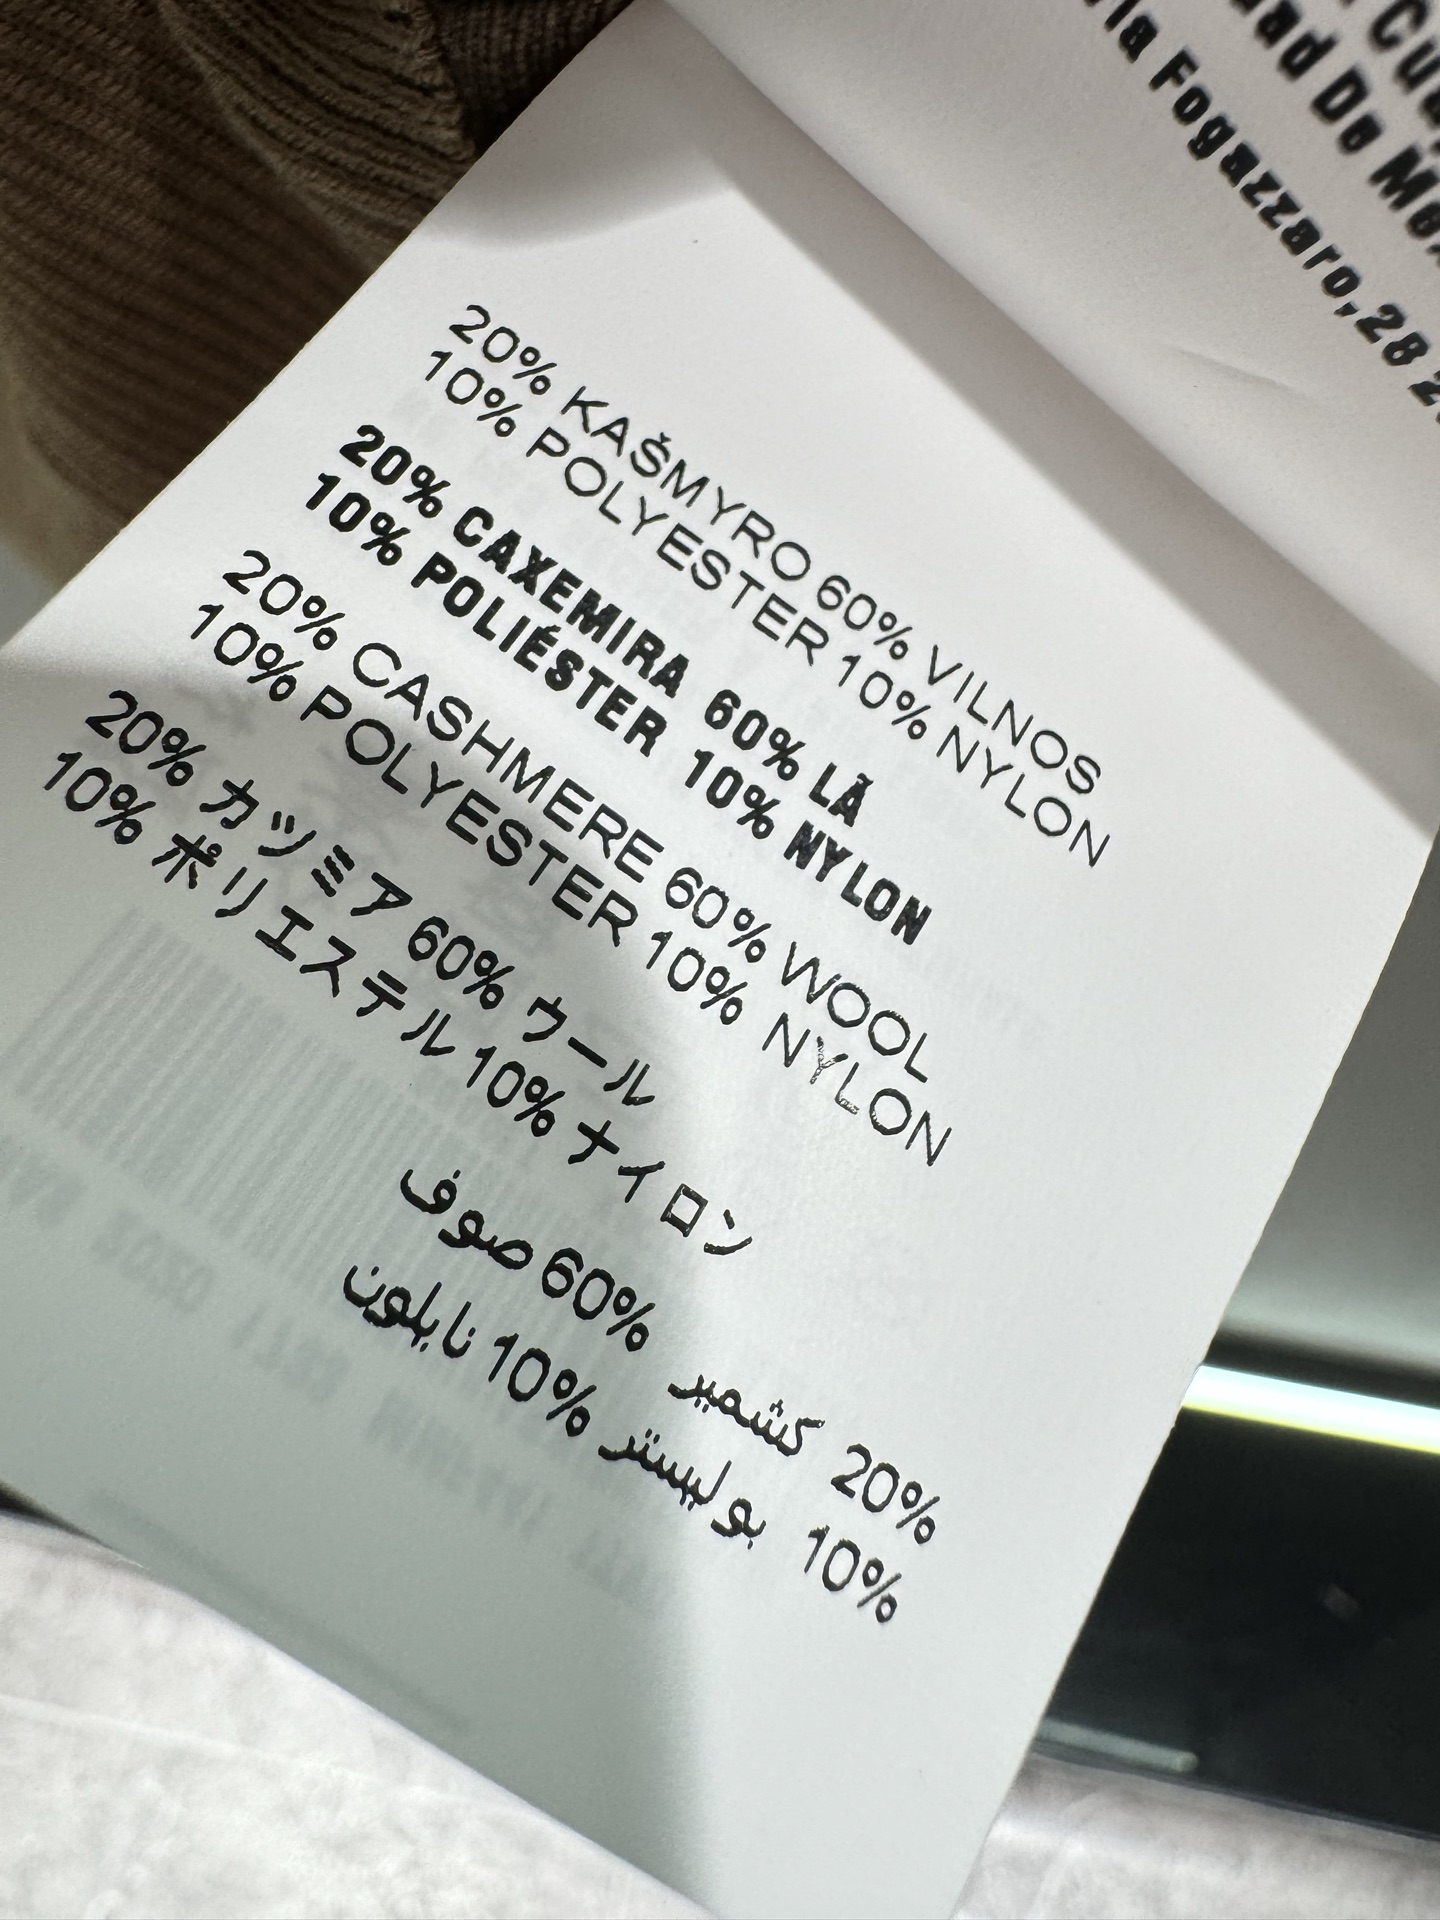 Fogazzaro, 28
20% KAŠMYRO 60% VILNOS
10% POLYESTER 10% NYLON
20% CAXEMIRA 60% LÃ
10% POLIÉSTER 10% NYLON
20% CASHMERE 60% WOOL
10% POLYESTER 10% NYLON
20% カツミア 60% ウール
10% ポリエステル 10% ナイロン
20% كشمير 60% صوف
10% بوليستر 10% نايلون